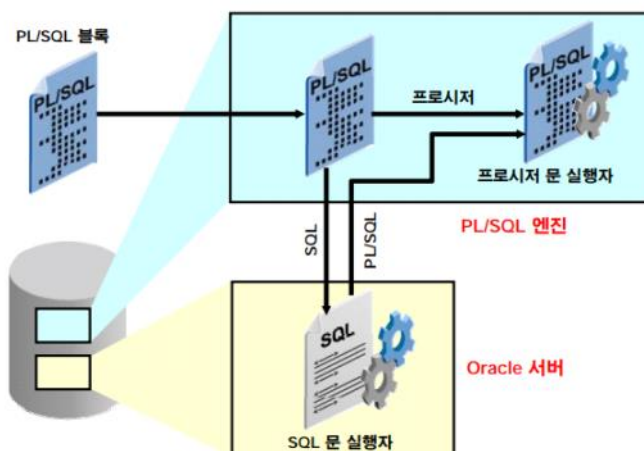 PL/SQL 블록
PL/SQL
PL/SQL
프로시저
PL/SQL
프로시저 문 실행자
PL/SQL 엔진
SQL
PL/SQL
SQL
Oracle 서버
SQL 문 실행자